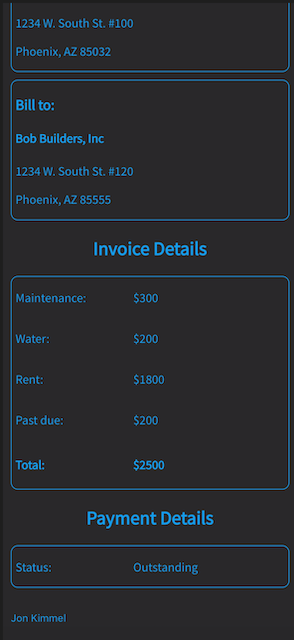 1234 W. South St. #100
Phoenix, AZ 85032
Bill to:
Bob Builders, Inc
1234 W. South St. #120
Phoenix, AZ 85555
Invoice Details
Maintenance: $300
Water: $200
Rent: $1800
Past due: $200
Total: $2500
Payment Details
Status: Outstanding
Jon Kimmel